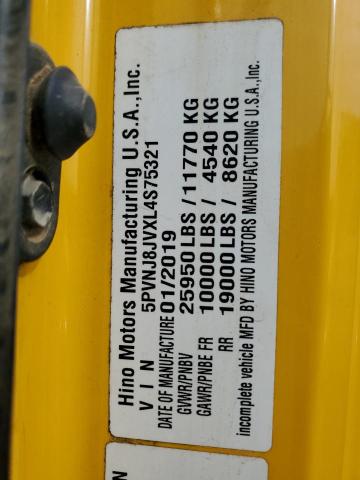 Hino Motors Manufacturing U.S.A.,Inc.
VIN 5PVNJ8JVXL4S75321
DATE OF MANUFACTURE 01/2019
GVWR/PNBV 25950 LBS / 11770 KG
GAWR/PNBE FR 10000 LBS / 4540 KG
RR 19000 LBS / 8620 KG
incomplete vehicle MFD BY HINO MOTORS MANUFACTURING U.S.A.,Inc.